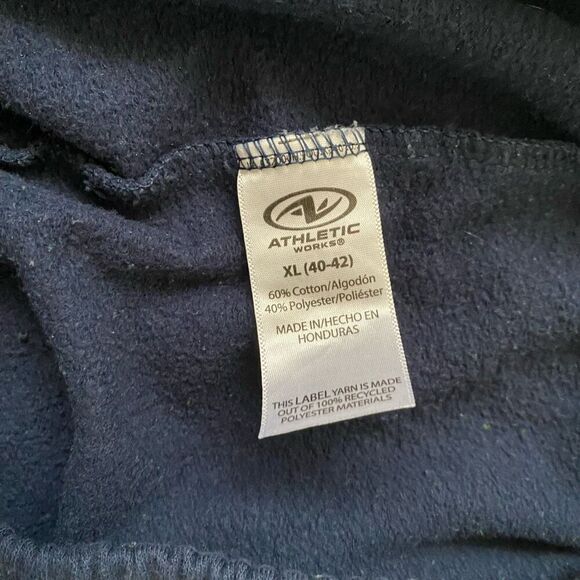 ATHLETIC
WORKS®
XL (40-42)
60% Cotton/Algodón
40% Polyester/Poliéster
MADE IN/HECHO EN
HONDURAS
THIS LABEL YARN IS MADE
OUT OF 100% RECYCLED
POLYESTER MATERIALS